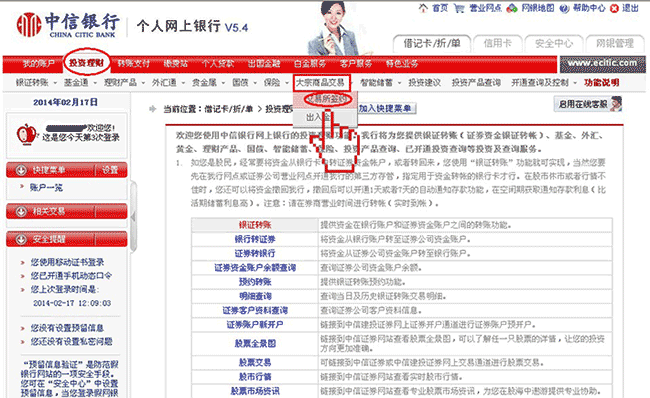 首页 营业网点 网银地图 帮助中心 退出
中信银行 个人网上银行 V5.4
CHINA CITIC BANK
借记卡/折/单 信用卡 安全中心 网银管理
我的账户 投资理财 转账支付 缴费站 个人贷款 出国金融 白金服务 客户服务 特色业务 www.ecitic.com
银证转账 基金通 理财产品 外汇通 贵金属 国债 保险 大宗商品交易 智能储蓄 投资建议 投资产品查询 开通查询及控制 功能说明
2014年02月17日
当前位置：借记卡/折/单 > 投资理 加入快捷菜单 启用在线客服
交易所签约
出入金
欢迎您!
这是您今天第3次登录
快捷菜单 设置
账户一览
相关交易
安全提醒
您使用移动证书登录
您已开通手机动态口令
您上次登录时间是:
2014-02-17 12:09:03
您没有设置预留信息
您还没有设置私密问题
“预留信息验证”是防范假
银行网站的一项安全手段。
您可在“安全中心”中设置
预留信息，当您登录假网银
欢迎您使用中信银行网上银行的投资 功能，我行将为您提供银证转账（证券资金银证转账）、基金、外汇、
黄金、理财产品、国债、智能储蓄、 险、投资产品查询、已开通投资查询等投资及查询服务。
1. 如您是股民，经常要将资金从银行卡 转证券资金帐户，或者转回来，您使用“银证转账”功能就可实现，当然您要
先在我行网点或证券公司营业网点开通我行的第三方存管，指定用于资金转账的银行卡才行。在股市休市或者行情不
佳时，您还可以将资金撤回我行，撤回后可以开通1天或者7天的自动通知存款功能，在空闲期获取通知存款利息（比
活期储蓄利息高）。注意：请在券商营业时间进行转帐（实时到账）。
银证转账 提供资金在银行账户和证券资金账户之间的转账功能。
银行转证券 将资金从银行账户转至证券公司资金账户。
证券转银行 将资金从证券公司资金账户转至银行账户。
证券资金账户余额查询 查询证券公司资金账户余额。
预约转账 提供银证转账预约功能。
明细查询 查询当日及历史银证转账交易明细。
证券客户资料查询 查询证券公司客户资料信息。
证券账户新开户 链接到中信建投证券网上证券开户通道进行证券账户预开户。
股票全景图 链接到中信证券网站查看股票全景图，可以了解任一只股票的详情，让您的投资
方向更加准确。
股票交易 可链接到中信证券或中信建投证券网上交易通道进行股票交易。
股市行情 链接到中信证券网站查看实时股市行情。
股票市场资讯 链接到中信证券网站查看专业股票市场资讯，为您在股海中遨游提供专业协助。